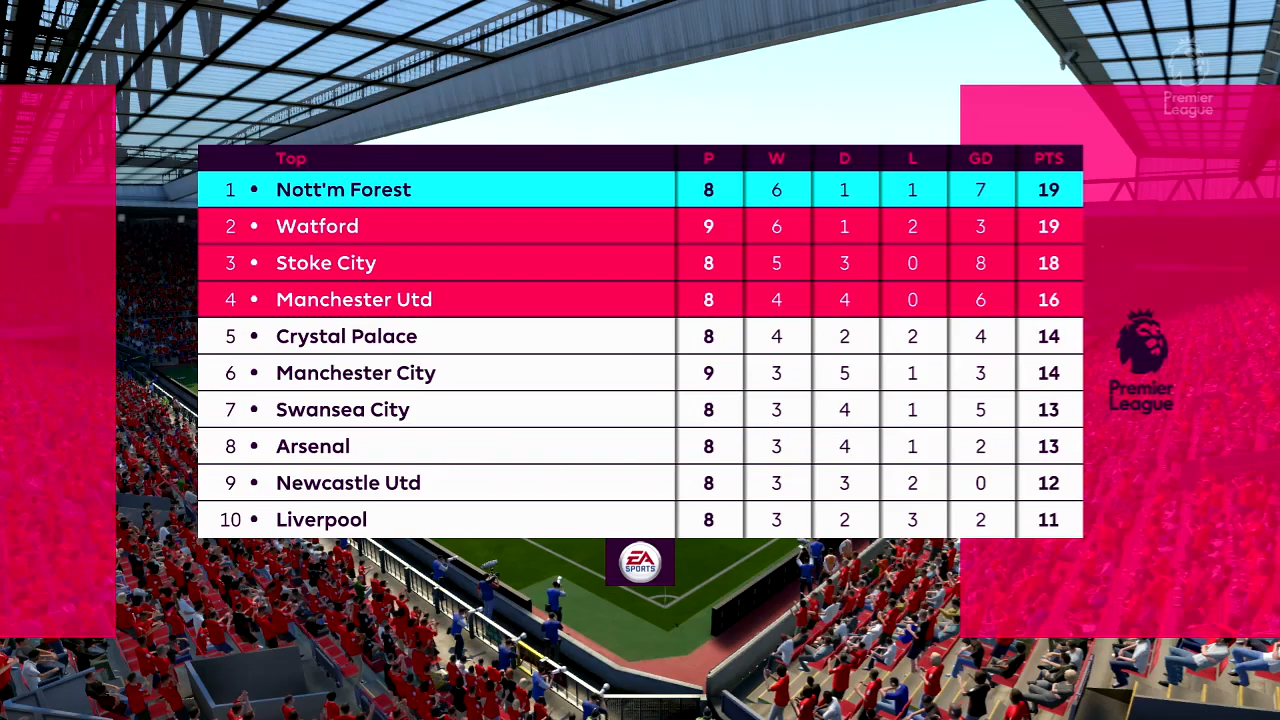 Premier
League
Top P W D L GD PTS
1 • Nott'm Forest 8 6 1 1 7 19
2 • Watford 9 6 1 2 3 19
3 • Stoke City 8 5 3 0 8 18
4 • Manchester Utd 8 4 4 0 6 16
5 • Crystal Palace 8 4 2 2 4 14
6 • Manchester City 9 3 5 1 3 14
7 • Swansea City 8 3 4 1 5 13
8 • Arsenal 8 3 4 1 2 13
9 • Newcastle Utd 8 3 3 2 0 12
10 • Liverpool 8 3 2 3 2 11
Premier
League
EA
SPORTS